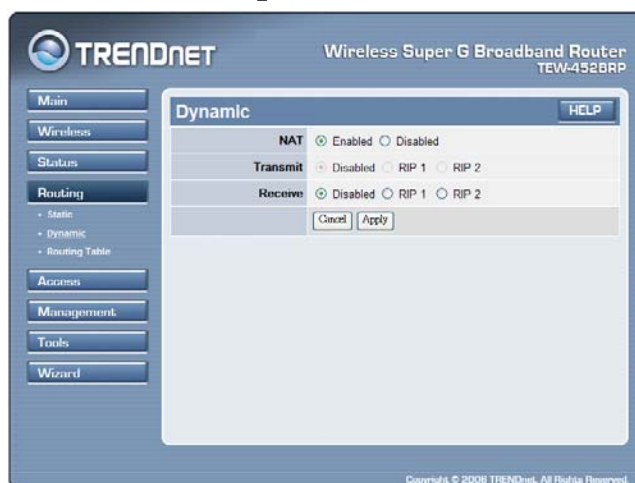 TRENDNET
Wireless Super G Broadband Router
TEW-452BRP
Main
Wireless
Status
Routing
Static
Dynamic
Routing Table
Access
Management
Tools
Wizard
Dynamic
HELP
NAT Enabled Disabled
Transmit Disabled RIP 1 RIP 2
Receive Disabled RIP 1 RIP 2
Cancel Apply
Copyright © 2006 TRENDnet. All Rights Reserved.